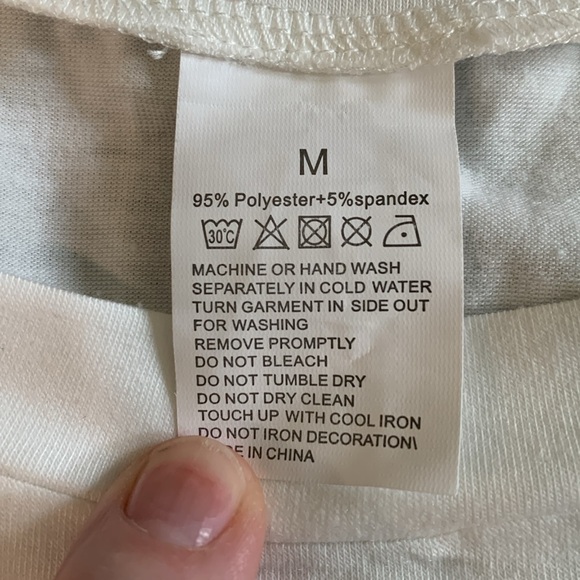 M
95% Polyester+5%spandex
30°C
MACHINE OR HAND WASH
SEPARATELY IN COLD WATER
TURN GARMENT IN SIDE OUT
FOR WASHING
REMOVE PROMPTLY
DO NOT BLEACH
DO NOT TUMBLE DRY
DO NOT DRY CLEAN
TOUCH UP WITH COOL IRON
DO NOT IRON DECORATION\
IN CHINA